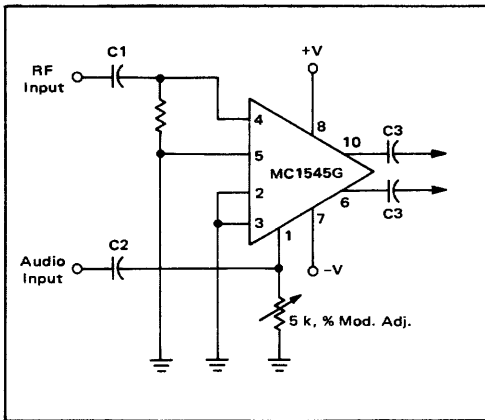 C1
RF
Input
+V
4
8
10
C3
5
MC1545G
2
3
6
C3
7
1
Audio
Input
C2
–V
5 k, % Mod. Adj.